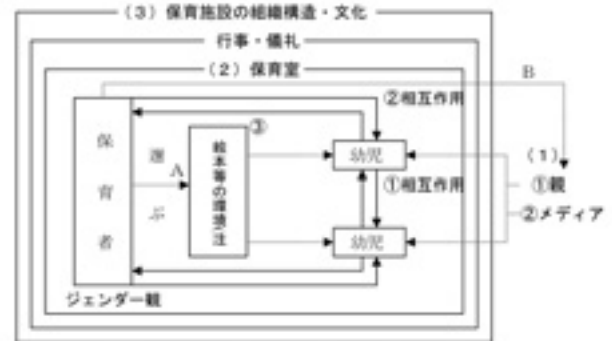 (3)保育施設の組織構造・文化
行事・儀礼
(2)保育室
B
②相互作用
保育者
選ぶ
A
③
絵本等の環境注
幼児
①相互作用
幼児
(1)
①親
②メディア
ジェンダー観